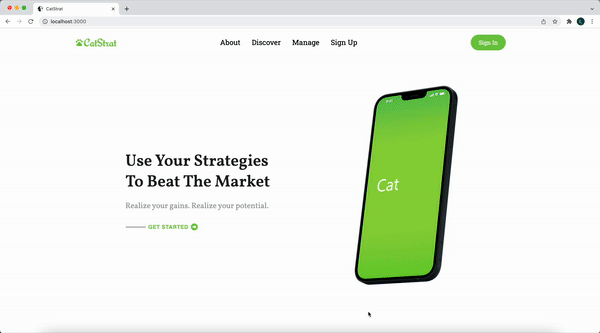 CatStrat
localhost:3000
CatStrat
About
Discover
Manage
Sign Up
Sign In
Cat
Use Your Strategies
To Beat The Market
Realize your gains. Realize your potential.
GET STARTED